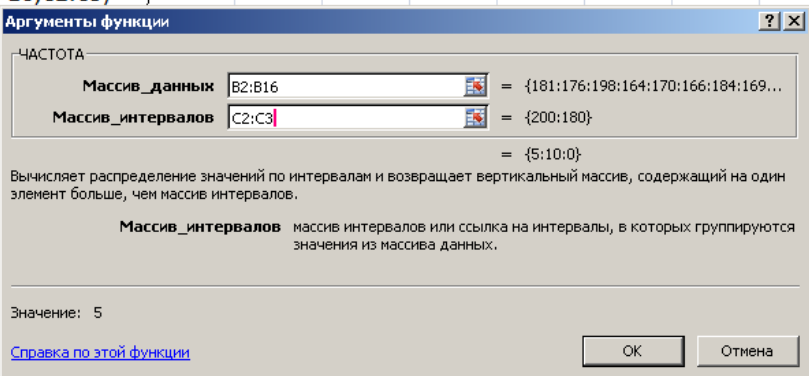 Аргументы функции
ЧАСТОТА
Массив_данных B2:B16 = {181:176:198:164:170:166:184:169...
Массив_интервалов C2:C3 = {200:180}
= {5:10:0}
Вычисляет распределение значений по интервалам и возвращает вертикальный массив, содержащий на один
элемент больше, чем массив интервалов.
Массив_интервалов массив интервалов или ссылка на интервалы, в которых группируются
значения из массива данных.
Значение: 5
Справка по этой функции ОК Отмена